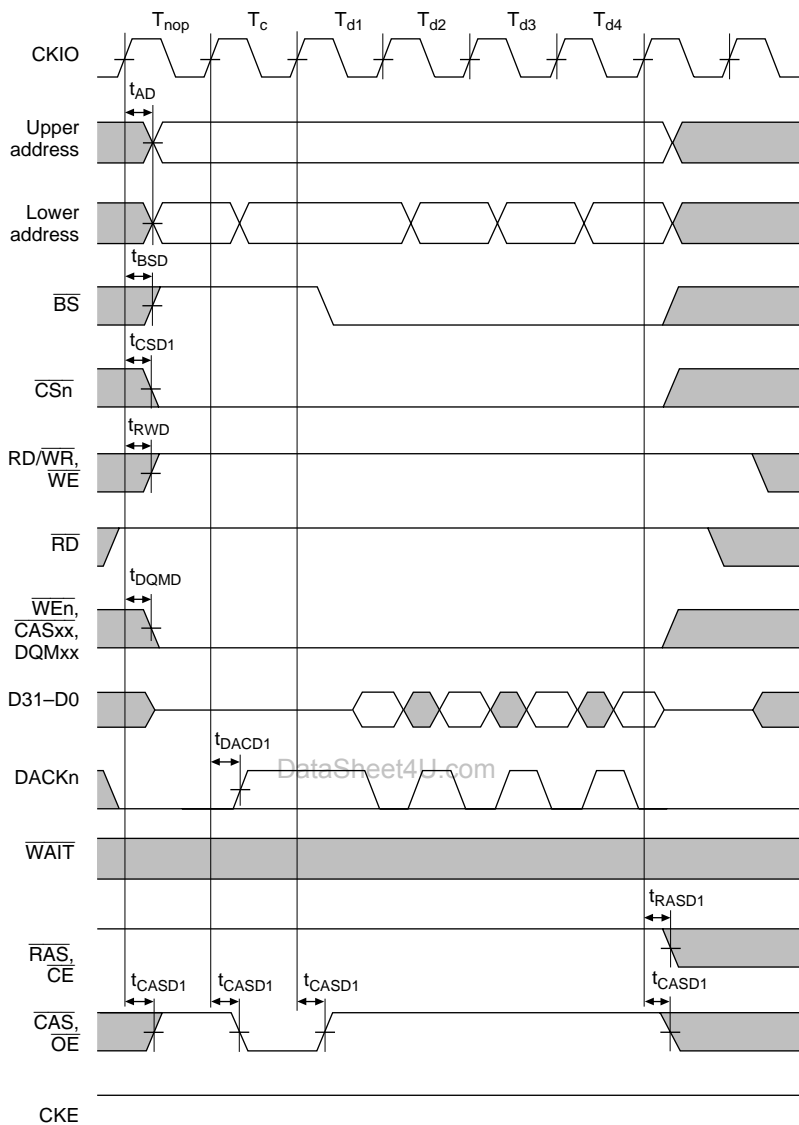 Tnop Tc Td1 Td2 Td3 Td4
CKIO
tAD
Upper
address
Lower
address
tBSD
BS
tCSD1
CSn
tRWD
RD/WR,
WE
RD
tDQMD
WEn,
CASxx,
DQMxx
D31–D0
tDACD1
DataSheet4U.com
DACKn
WAIT
tRASD1
RAS,
CE
tCASD1 tCASD1 tCASD1 tCASD1
CAS,
OE
CKE